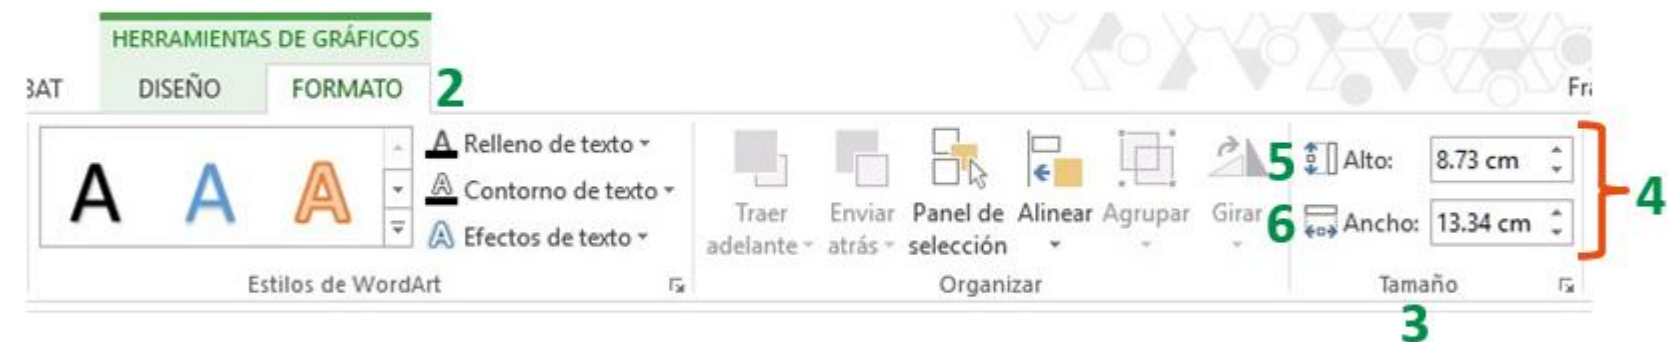 HERRAMIENTAS DE GRÁFICOS
BAT DISEÑO FORMATO 2 Fra
A A A
Relleno de texto
Contorno de texto
Efectos de texto
Estilos de WordArt
Traer
adelante
Enviar
atrás
Panel de
selección
Alinear
Agrupar
Girar
Organizar
5 Alto: 8.73 cm
6 Ancho: 13.34 cm
4
Tamaño
3